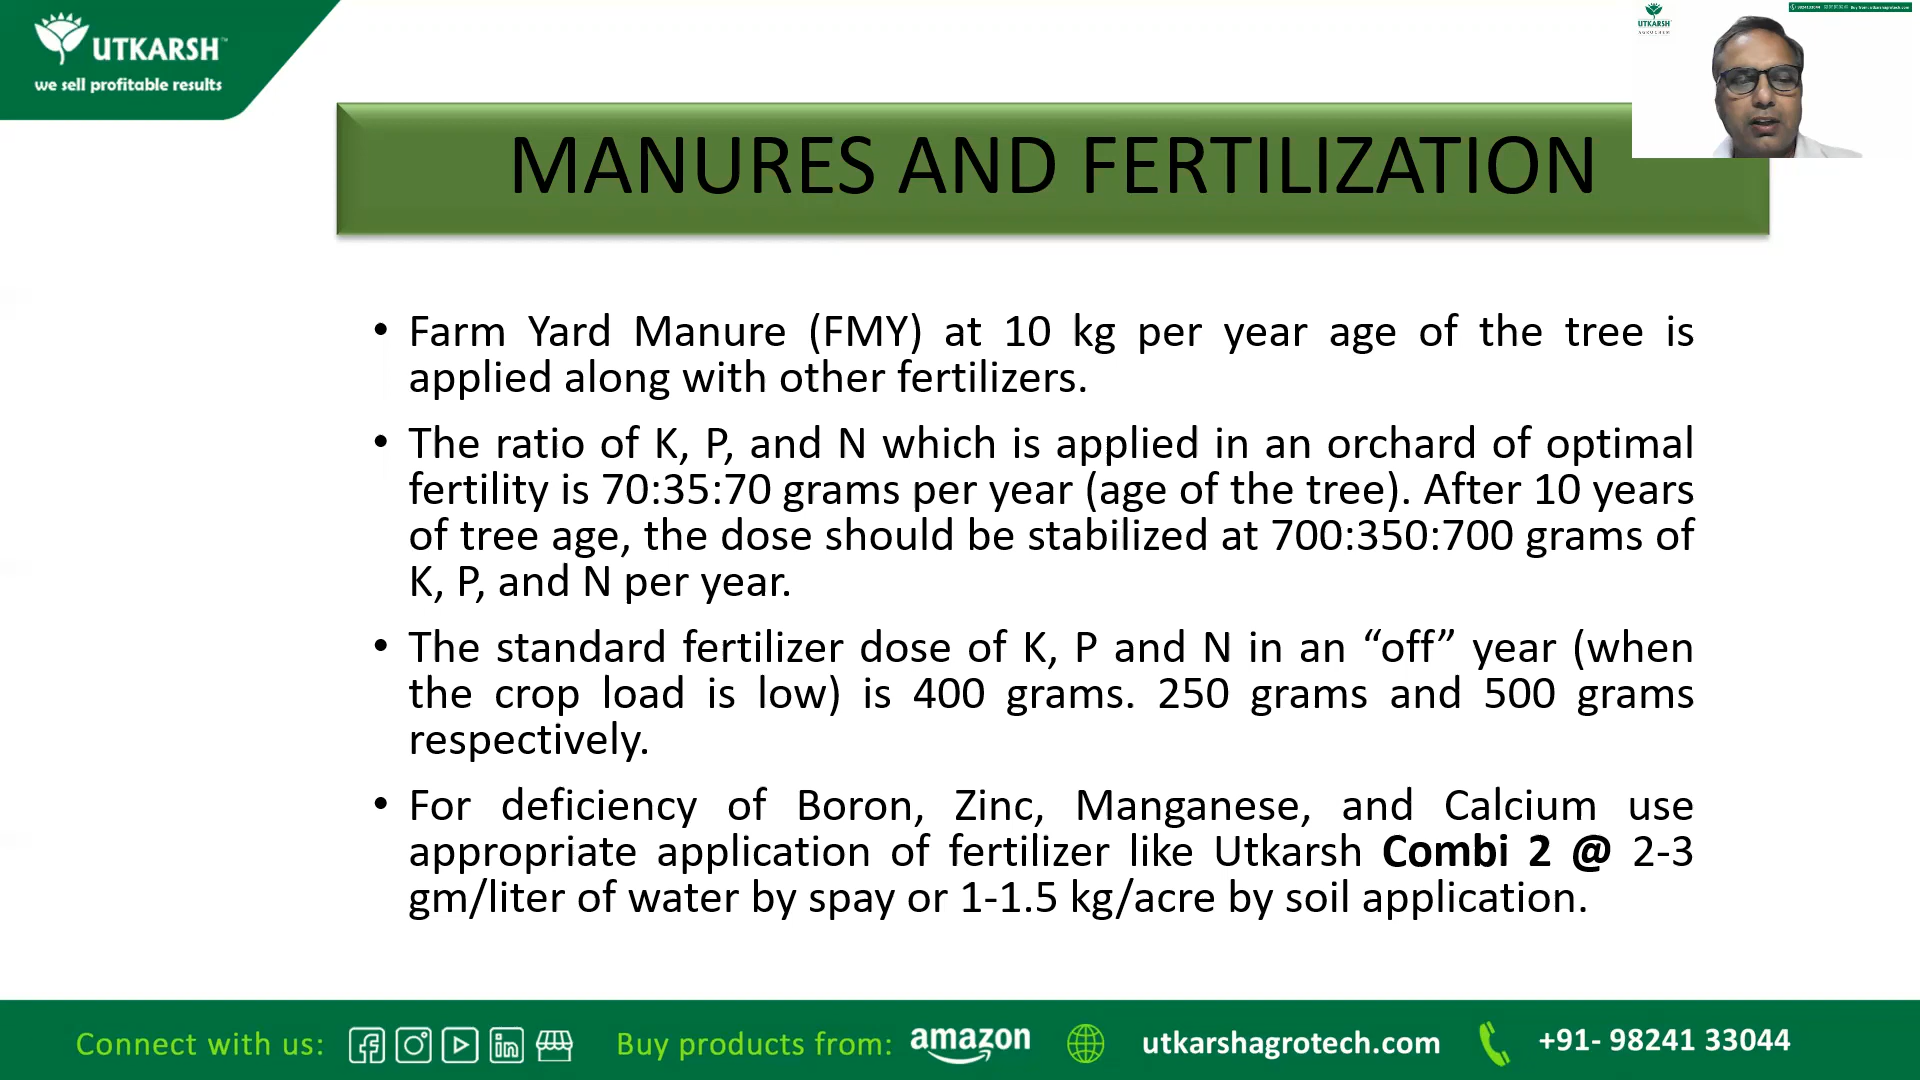 UTKARSH™
we sell profitable results
UTKARSH
AGROCHEM
MANURES AND FERTILIZATION
• Farm Yard Manure (FMY) at 10 kg per year age of the tree is
applied along with other fertilizers.
• The ratio of K, P, and N which is applied in an orchard of optimal
fertility is 70:35:70 grams per year (age of the tree). After 10 years
of tree age, the dose should be stabilized at 700:350:700 grams of
K, P, and N per year.
• The standard fertilizer dose of K, P and N in an “off” year (when
the crop load is low) is 400 grams. 250 grams and 500 grams
respectively.
• For deficiency of Boron, Zinc, Manganese, and Calcium use
appropriate application of fertilizer like Utkarsh Combi 2 @ 2-3
gm/liter of water by spay or 1-1.5 kg/acre by soil application.
Connect with us: Buy products from: amazon utkarshagrotech.com +91- 98241 33044